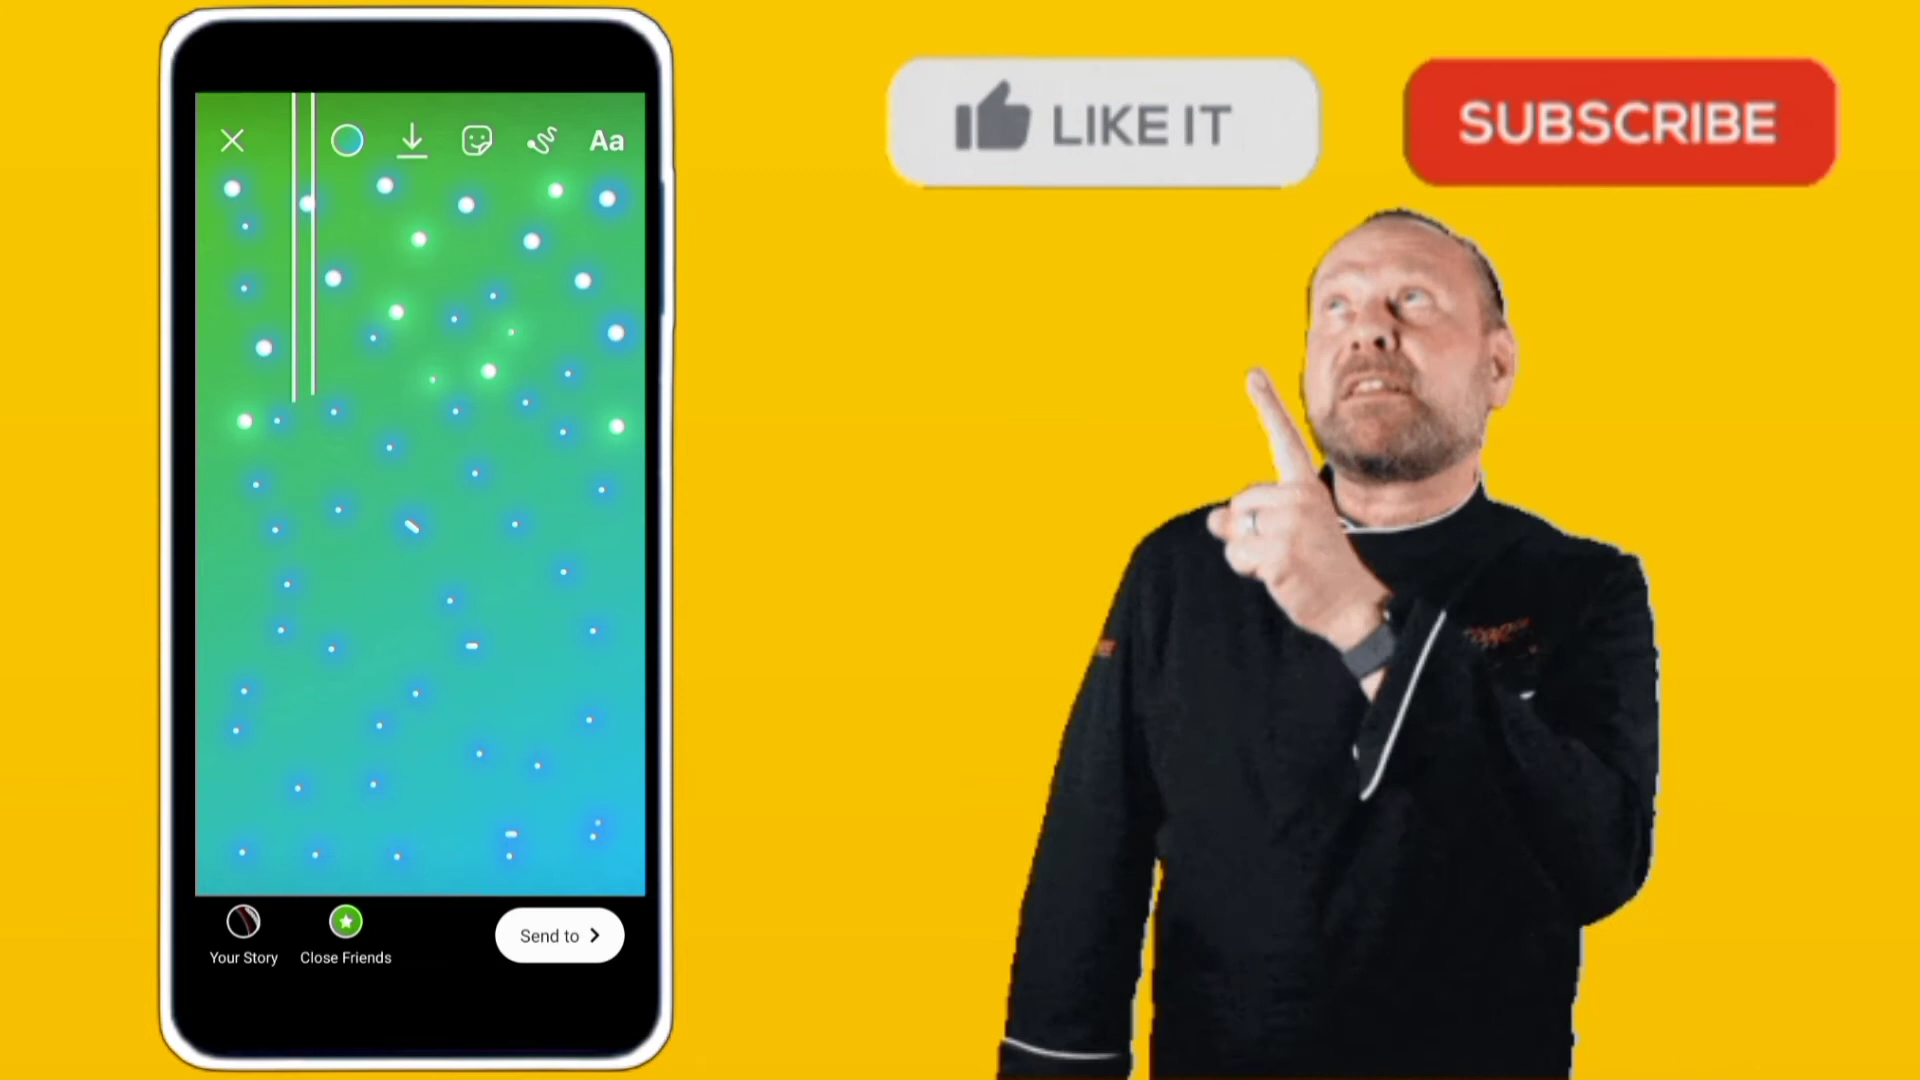 Aa
LIKE IT
SUBSCRIBE
Your Story
Close Friends
Send to